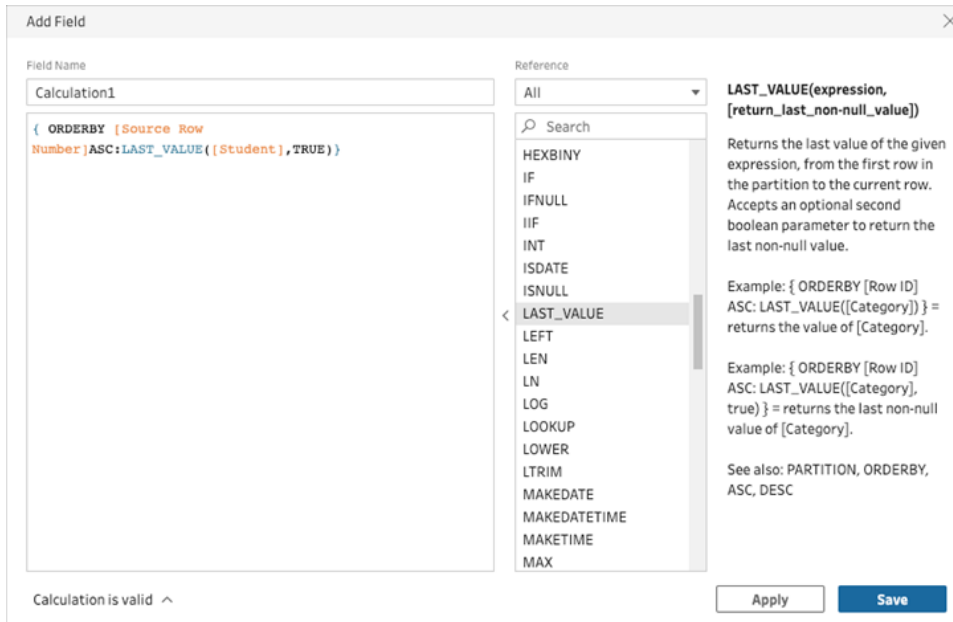 Add Field
Field Name
Calculation1
{ ORDERBY [Source Row
Number]ASC:LAST_VALUE([Student],TRUE)}
Reference
All
Search
HEXBINY
IF
IFNULL
IIF
INT
ISDATE
ISNULL
LAST_VALUE
LEFT
LEN
LN
LOG
LOOKUP
LOWER
LTRIM
MAKEDATE
MAKEDATETIME
MAKETIME
MAX
LAST_VALUE(expression,
[return_last_non-null_value])
Returns the last value of the given
expression, from the first row in
the partition to the current row.
Accepts an optional second
boolean parameter to return the
last non-null value.
Example: { ORDERBY [Row ID]
ASC: LAST_VALUE([Category]) } =
returns the value of [Category].
Example: { ORDERBY [Row ID]
ASC: LAST_VALUE([Category],
true) } = returns the last non-null
value of [Category].
See also: PARTITION, ORDERBY,
ASC, DESC
Calculation is valid
Apply
Save